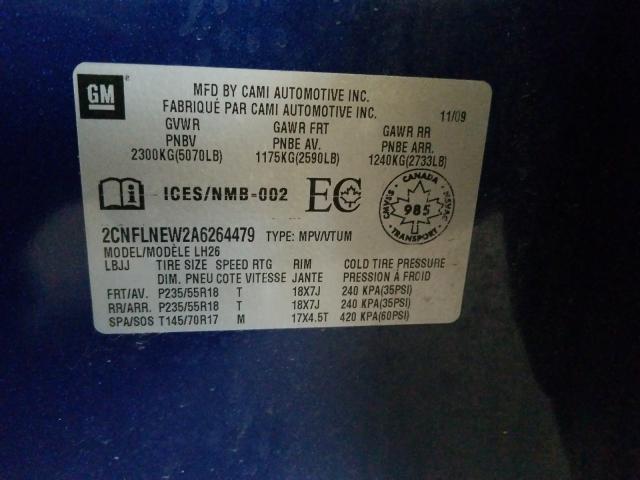 GM
MFD BY CAMI AUTOMOTIVE INC.
FABRIQUÉ PAR CAMI AUTOMOTIVE INC. 11/09
GVWR GAWR FRT GAWR RR
PNBV PNBE AV. PNBE ARR.
2300KG(5070LB) 1175KG(2590LB) 1240KG(2733LB)
ICES/NMB-002 EC
CANADA
985
TRANSPORT
2CNFLNEW2A6264479 TYPE: MPV/VTUM
MODEL/MODÈLE LH26
LBJJ TIRE SIZE SPEED RTG RIM COLD TIRE PRESSURE
DIM. PNEU COTE VITESSE JANTE PRESSION À FROID
FRT/AV. P235/55R18 T 18X7J 240 KPA(35PSI)
RR/ARR. P235/55R18 T 18X7J 240 KPA(35PSI)
SPA/SOS T145/70R17 M 17X4.5T 420 KPA(60PSI)